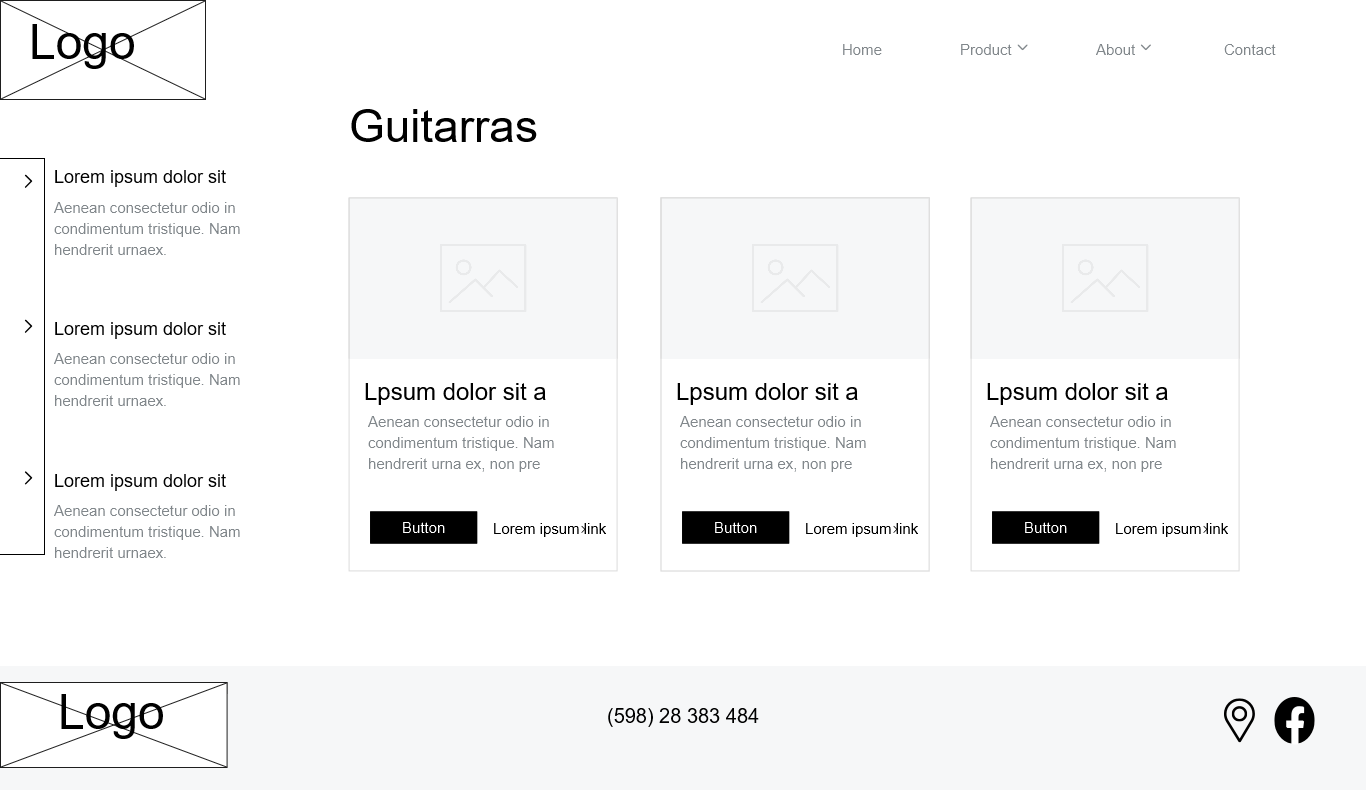 Logo
Home
Product
About
Contact
Guitarras
Lorem ipsum dolor sit
Aenean consectetur odio in
condimentum tristique. Nam
hendrerit urnaex.
Lorem ipsum dolor sit
Aenean consectetur odio in
condimentum tristique. Nam
hendrerit urnaex.
Lorem ipsum dolor sit
Aenean consectetur odio in
condimentum tristique. Nam
hendrerit urnaex.
Lpsum dolor sit a
Aenean consectetur odio in
condimentum tristique. Nam
hendrerit urna ex, non pre
Button
Lorem ipsum link
Lpsum dolor sit a
Aenean consectetur odio in
condimentum tristique. Nam
hendrerit urna ex, non pre
Button
Lorem ipsum link
Lpsum dolor sit a
Aenean consectetur odio in
condimentum tristique. Nam
hendrerit urna ex, non pre
Button
Lorem ipsum link
Logo
(598) 28 383 484